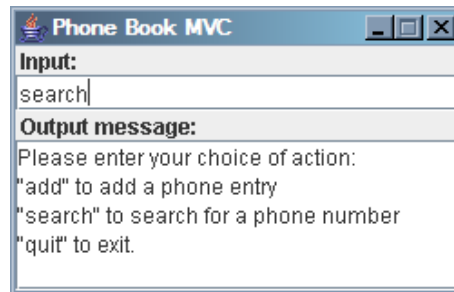 Phone Book MVC
Input:
search
Output message:
Please enter your choice of action:
"add" to add a phone entry
"search" to search for a phone number
"quit" to exit.